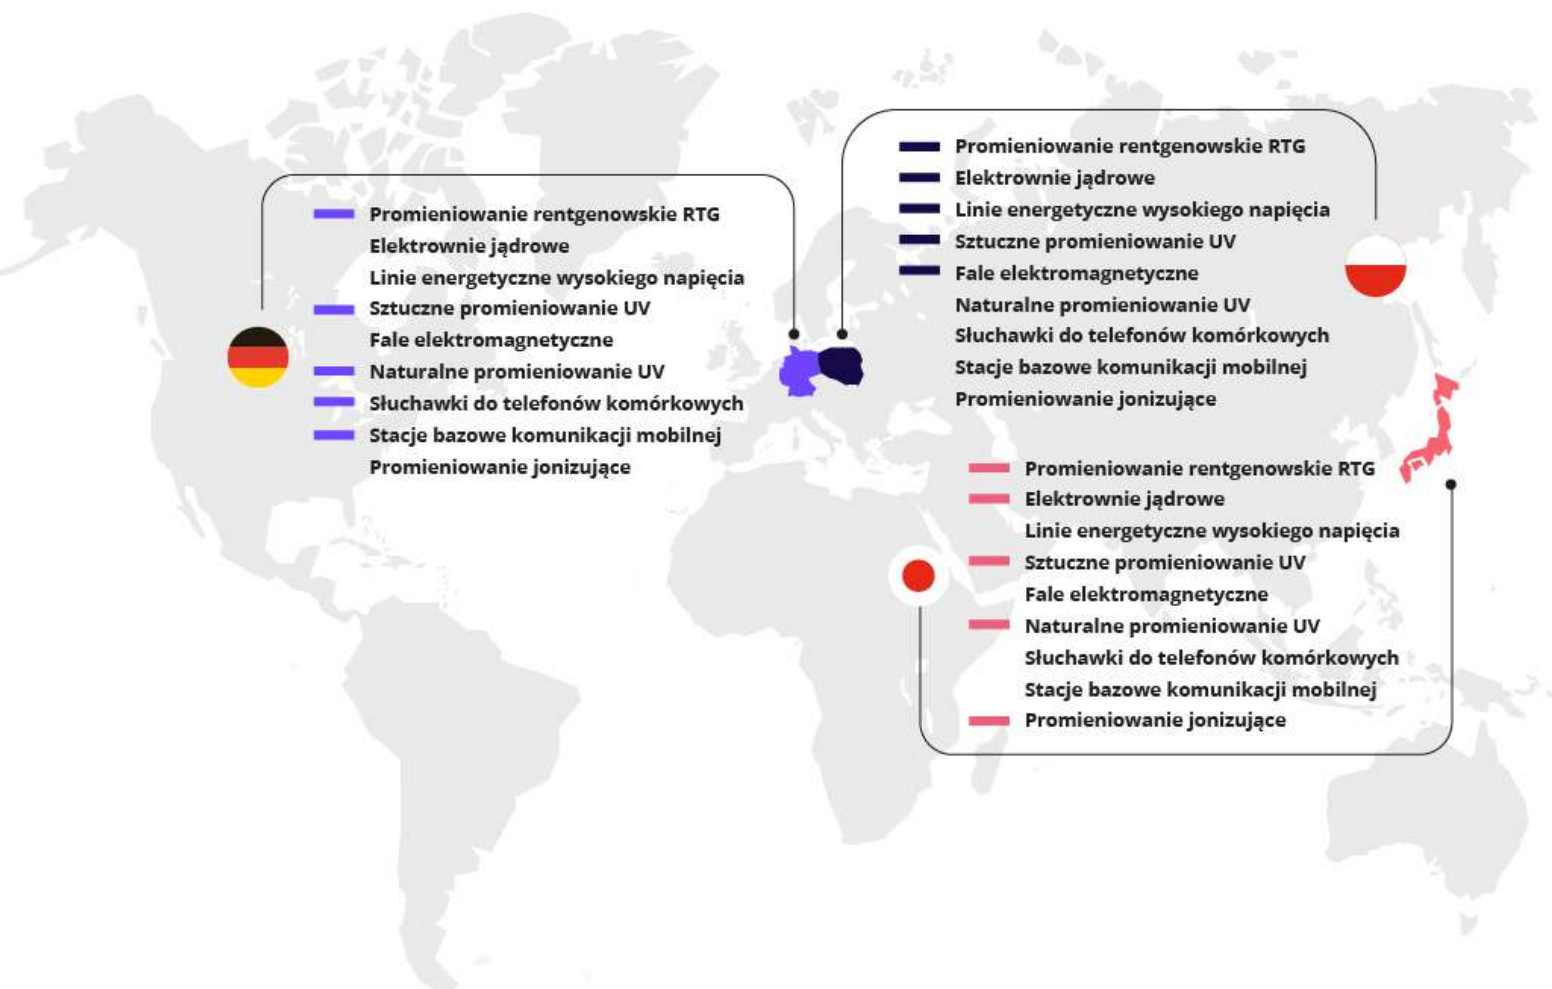 Promieniowanie rentgenowskie RTG
Elektrownie jądrowe
Linie energetyczne wysokiego napięcia
Sztuczne promieniowanie UV
Fale elektromagnetyczne
Naturalne promieniowanie UV
Słuchawki do telefonów komórkowych
Stacje bazowe komunikacji mobilnej
Promieniowanie jonizujące
Promieniowanie rentgenowskie RTG
Elektrownie jądrowe
Linie energetyczne wysokiego napięcia
Sztuczne promieniowanie UV
Fale elektromagnetyczne
Naturalne promieniowanie UV
Słuchawki do telefonów komórkowych
Stacje bazowe komunikacji mobilnej
Promieniowanie jonizujące
Promieniowanie rentgenowskie RTG
Elektrownie jądrowe
Linie energetyczne wysokiego napięcia
Sztuczne promieniowanie UV
Fale elektromagnetyczne
Naturalne promieniowanie UV
Słuchawki do telefonów komórkowych
Stacje bazowe komunikacji mobilnej
Promieniowanie jonizujące